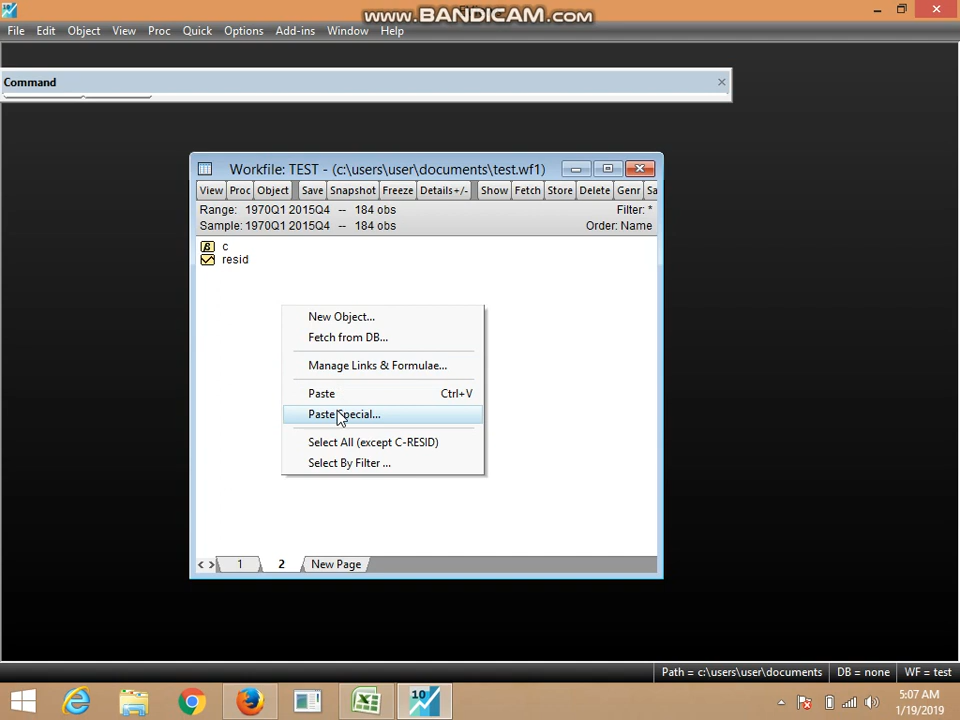 www.BANDICAM.com
File Edit Object View Proc Quick Options Add-ins Window Help
Command
Workfile: TEST - (c:\users\user\documents\test.wf1)
View Proc Object Save Snapshot Freeze Details+/- Show Fetch Store Delete Genr Sa
Range: 1970Q1 2015Q4 -- 184 obs Filter: *
Sample: 1970Q1 2015Q4 -- 184 obs Order: Name
β c
resid
New Object...
Fetch from DB...
Manage Links & Formulae...
Paste Ctrl+V
Paste Special...
Select All (except C-RESID)
Select By Filter ...
< > 1 2 New Page
Path = c:\users\user\documents DB = none WF = test
10
5:07 AM
1/19/2019